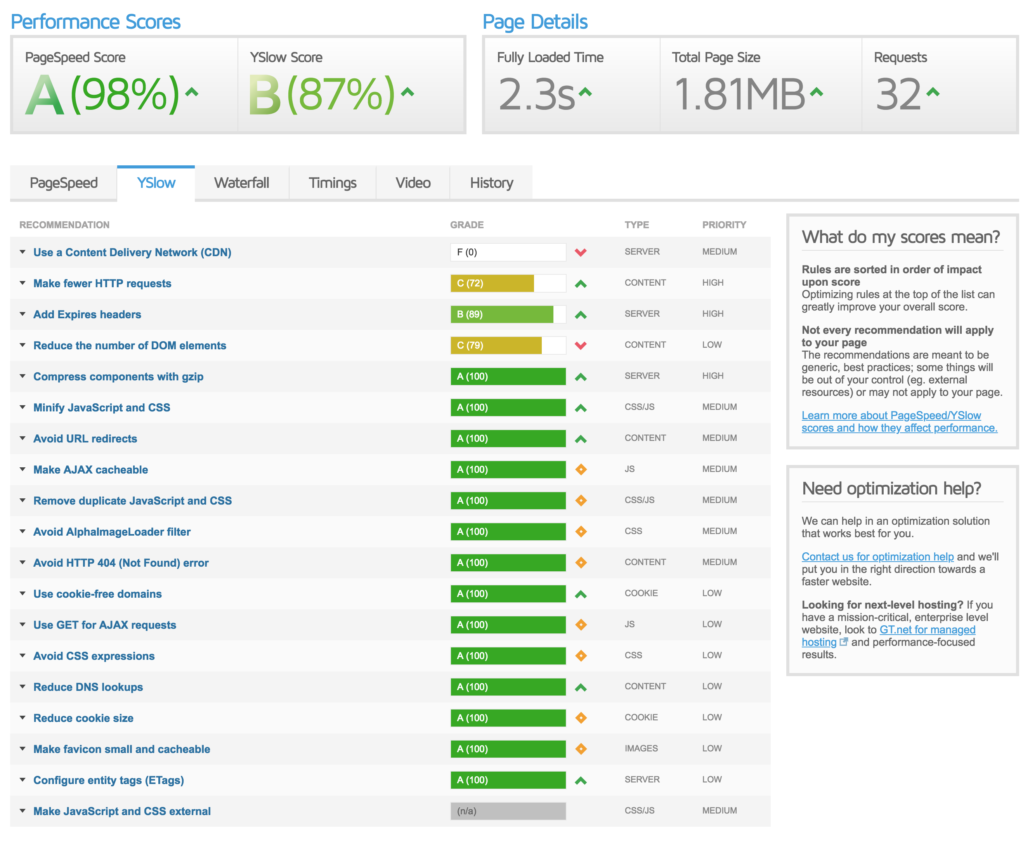 Performance Scores
Page Details
PageSpeed Score
YSlow Score
Fully Loaded Time
Total Page Size
Requests
A (98%)
B (87%)
2.3s
1.81MB
32
PageSpeed
YSlow
Waterfall
Timings
Video
History
RECOMMENDATION GRADE TYPE PRIORITY
Use a Content Delivery Network (CDN) F (0) SERVER MEDIUM
Make fewer HTTP requests C (72) CONTENT HIGH
Add Expires headers B (89) SERVER HIGH
Reduce the number of DOM elements C (79) CONTENT LOW
Compress components with gzip A (100) SERVER HIGH
Minify JavaScript and CSS A (100) CSS/JS MEDIUM
Avoid URL redirects A (100) CONTENT MEDIUM
Make AJAX cacheable A (100) JS MEDIUM
Remove duplicate JavaScript and CSS A (100) CSS/JS MEDIUM
Avoid AlphaImageLoader filter A (100) CSS MEDIUM
Avoid HTTP 404 (Not Found) error A (100) CONTENT MEDIUM
Use cookie-free domains A (100) COOKIE LOW
Use GET for AJAX requests A (100) JS LOW
Avoid CSS expressions A (100) CSS LOW
Reduce DNS lookups A (100) CONTENT LOW
Reduce cookie size A (100) COOKIE LOW
Make favicon small and cacheable A (100) IMAGES LOW
Configure entity tags (ETags) A (100) SERVER LOW
Make JavaScript and CSS external (n/a) CSS/JS MEDIUM
What do my scores mean?
Rules are sorted in order of impact
upon score
Optimizing rules at the top of the list can
greatly improve your overall score.
Not every recommendation will apply
to your page
The recommendations are meant to be
generic, best practices; some things will
be out of your control (eg. external
resources) or may not apply to your page.
Learn more about PageSpeed/YSlow
scores and how they affect performance.
Need optimization help?
We can help in an optimization solution
that works best for you.
Contact us for optimization help and we'll
put you in the right direction towards a
faster website.
Looking for next-level hosting? If you
have a mission-critical, enterprise level
website, look to GT.net for managed
hosting and performance-focused
results.